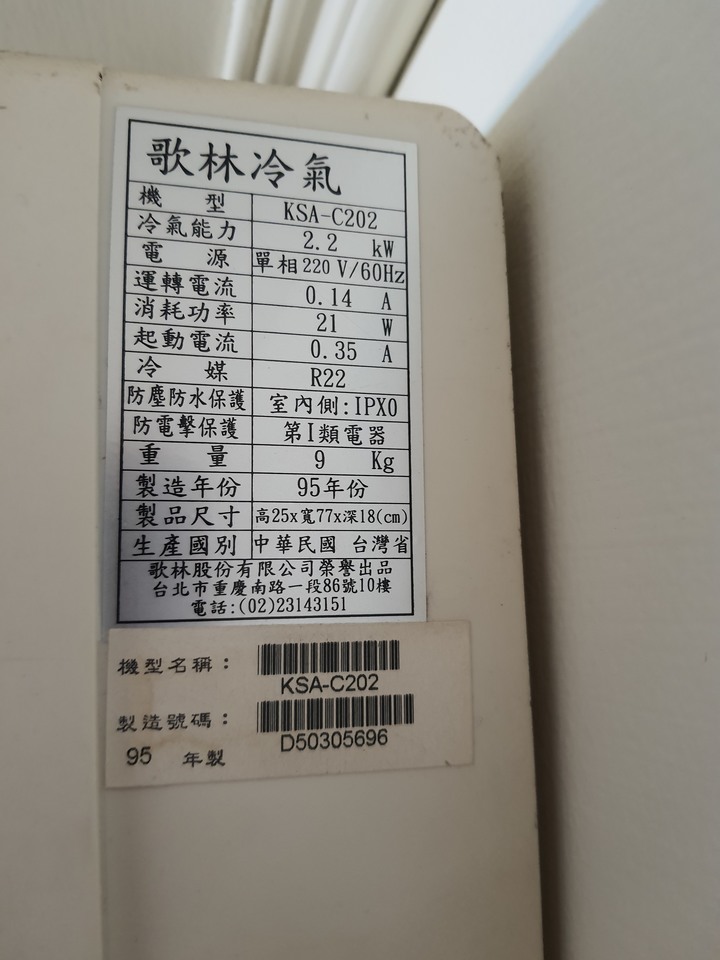 歌林冷氣
機型 KSA-C202
冷氣能力 2.2 kW
電源 單相220 V/60Hz
運轉電流 0.14 A
消耗功率 21 W
起動電流 0.35 A
冷媒 R22
防塵防水保護 室內側:IPX0
防電擊保護 第I類電器
重量 9 Kg
製造年份 95年份
製品尺寸 高25x寬77x深18(cm)
生產國別 中華民國 台灣省
歌林股份有限公司榮譽出品
台北市重慶南路一段86號10樓
電話:(02)23143151
機型名稱：
KSA-C202
製造號碼：
D50305696
95 年製